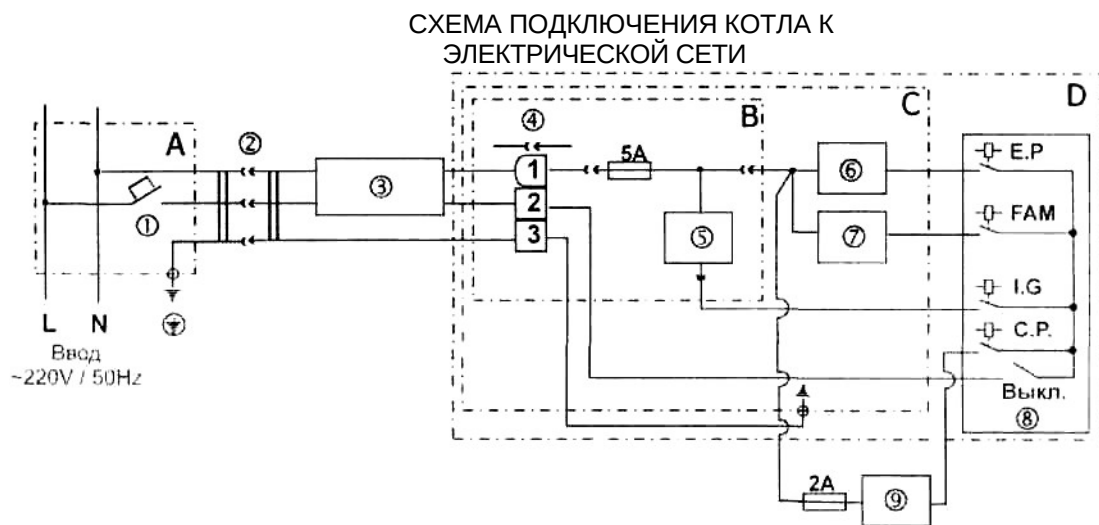 СХЕМА ПОДКЛЮЧЕНИЯ КОТЛА К
ЭЛЕКТРИЧЕСКОЙ СЕТИ
A
B
C
D
①
②
③
④
1
2
3
5A
⑤
⑥
⑦
E.P
FAM
I.G
C.P.
Выкл.
⑧
2A
⑨
L N
Ввод
~220V / 50Hz